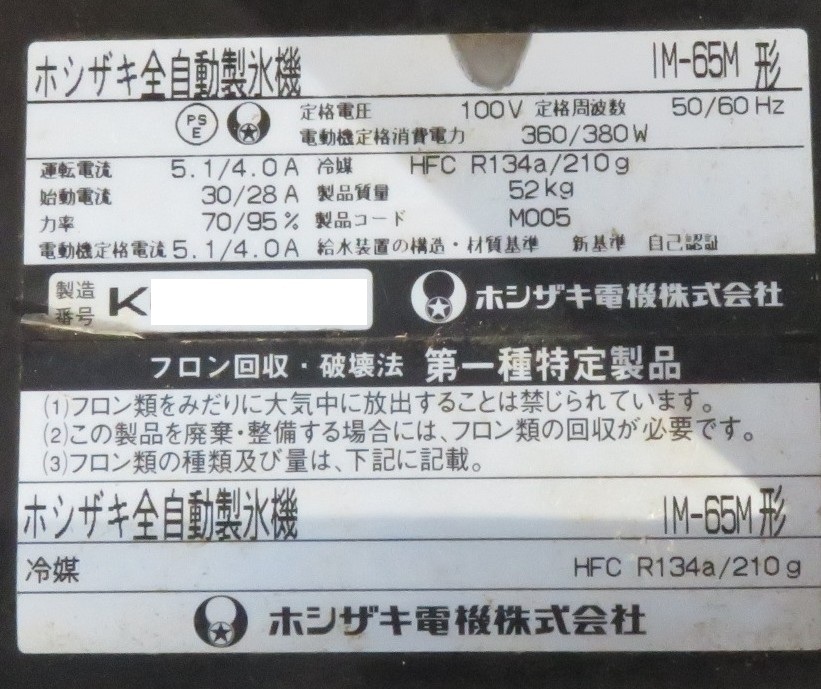 ホシザキ全自動製氷機 IM-65M 形
PS E 定格電圧 100V 定格周波数 50/60 Hz
電動機定格消費電力 360/380W
運転電流 5.1/4.0 A 冷媒 HFC R134a/210g
始動電流 30/28 A 製品質量 52kg
力率 70/95% 製品コード M005
電動機定格電流 5.1/4.0A 給水装置の構造・材質基準 新基準 自己認証
製造番号 K
ホシザキ電機株式会社
フロン回収・破壊法 第一種特定製品
(1)フロン類をみだりに大気中に放出することは禁じられています。
(2)この製品を廃棄・整備する場合には、フロン類の回収が必要です。
(3)フロン類の種類及び量は、下記に記載。
ホシザキ全自動製氷機 IM-65M 形
冷媒 HFC R134a/210g
ホシザキ電機株式会社